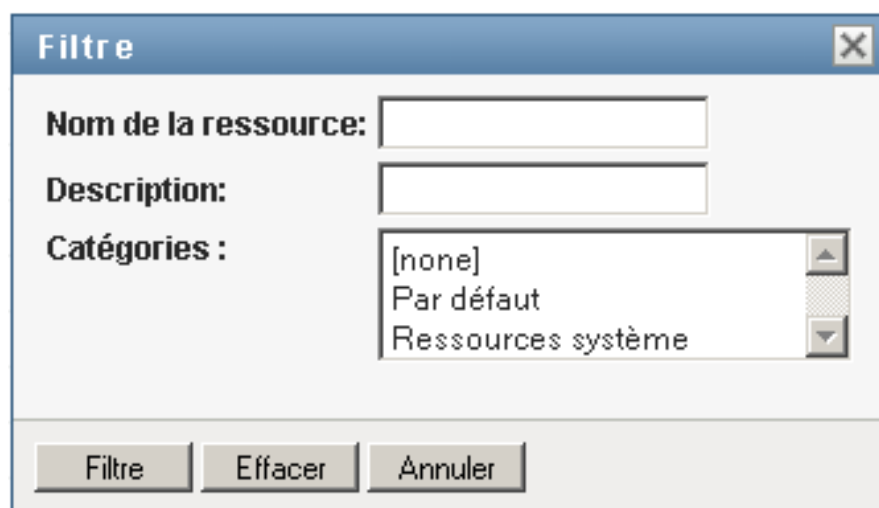 Filtre
Nom de la ressource:
Description:
Catégories :
[none]
Par défaut
Ressources système
Filtre Effacer Annuler